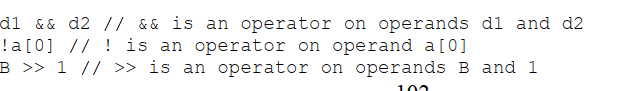 d1 && d2 // && is an operator on operands d1 and d2
!a[0] // ! is an operator on operand a[0]
B >> 1 // >> is an operator on operands B and 1